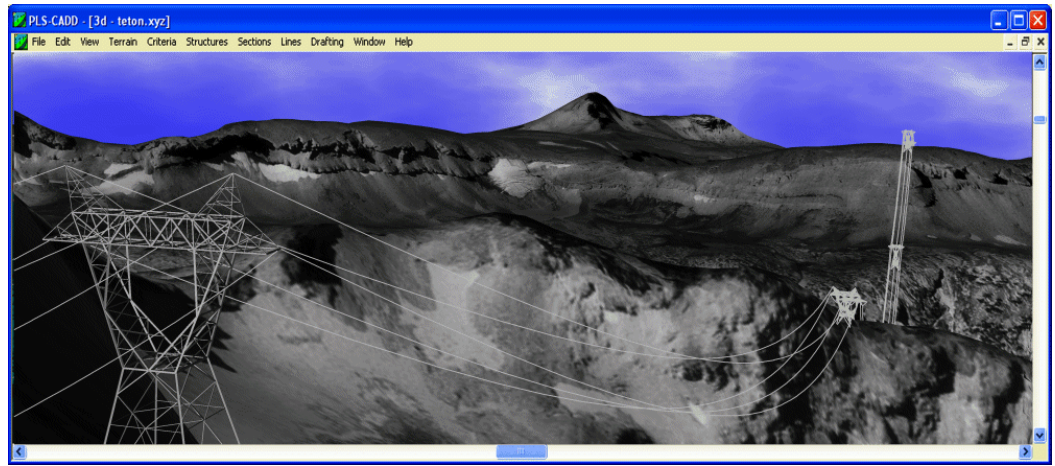 PLS-CADD - [3d - teton.xyz]
File Edit View Terrain Criteria Structures Sections Lines Drafting Window Help